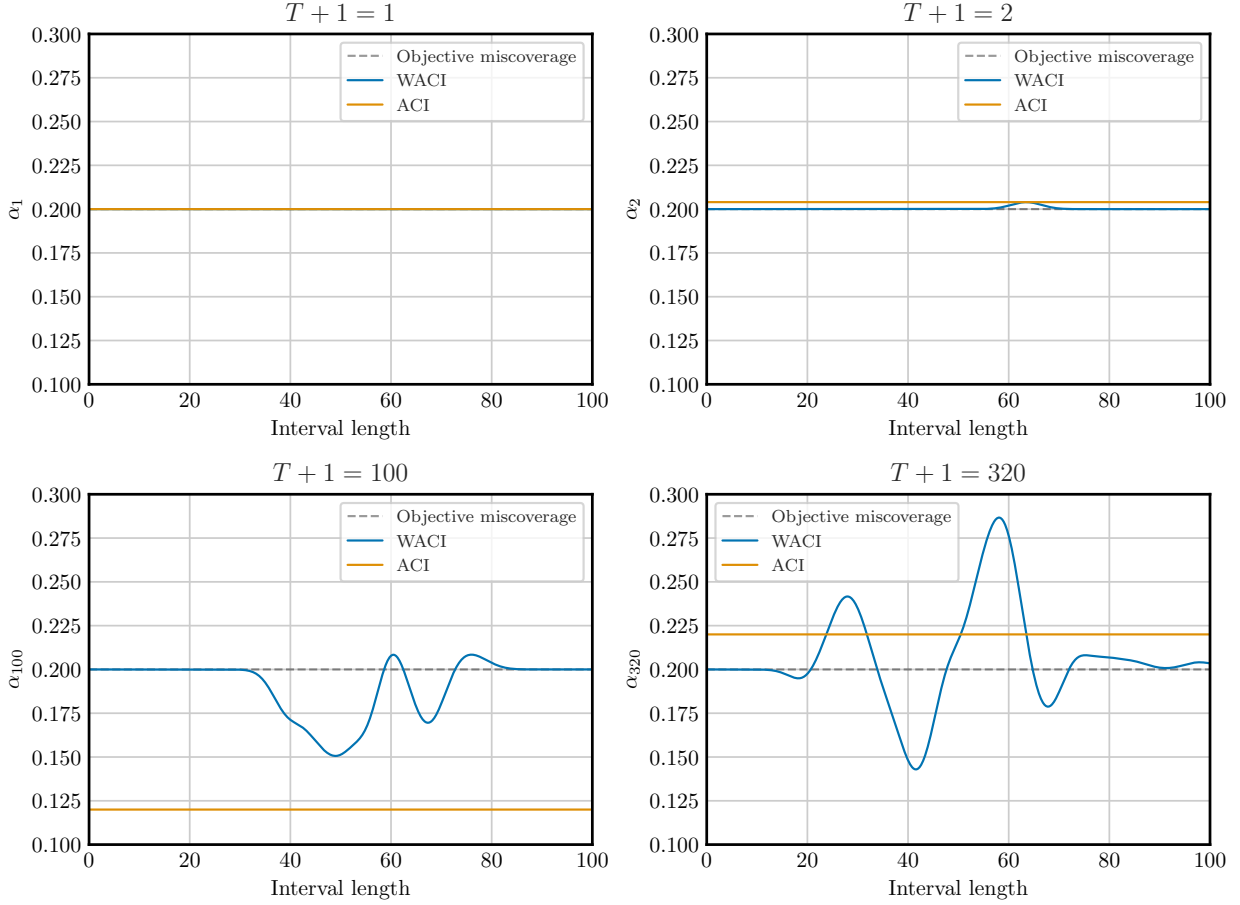 T + 1 = 1
0.300
0.275
0.250
0.225
0.200
0.175
0.150
0.125
0.100
α1
0 20 40 60 80 100
Interval length
Objective miscoverage
WACI
ACI
T + 1 = 2
0.300
0.275
0.250
0.225
0.200
0.175
0.150
0.125
0.100
α2
0 20 40 60 80 100
Interval length
Objective miscoverage
WACI
ACI
T + 1 = 100
0.300
0.275
0.250
0.225
0.200
0.175
0.150
0.125
0.100
α100
0 20 40 60 80 100
Interval length
Objective miscoverage
WACI
ACI
T + 1 = 320
0.300
0.275
0.250
0.225
0.200
0.175
0.150
0.125
0.100
α320
0 20 40 60 80 100
Interval length
Objective miscoverage
WACI
ACI